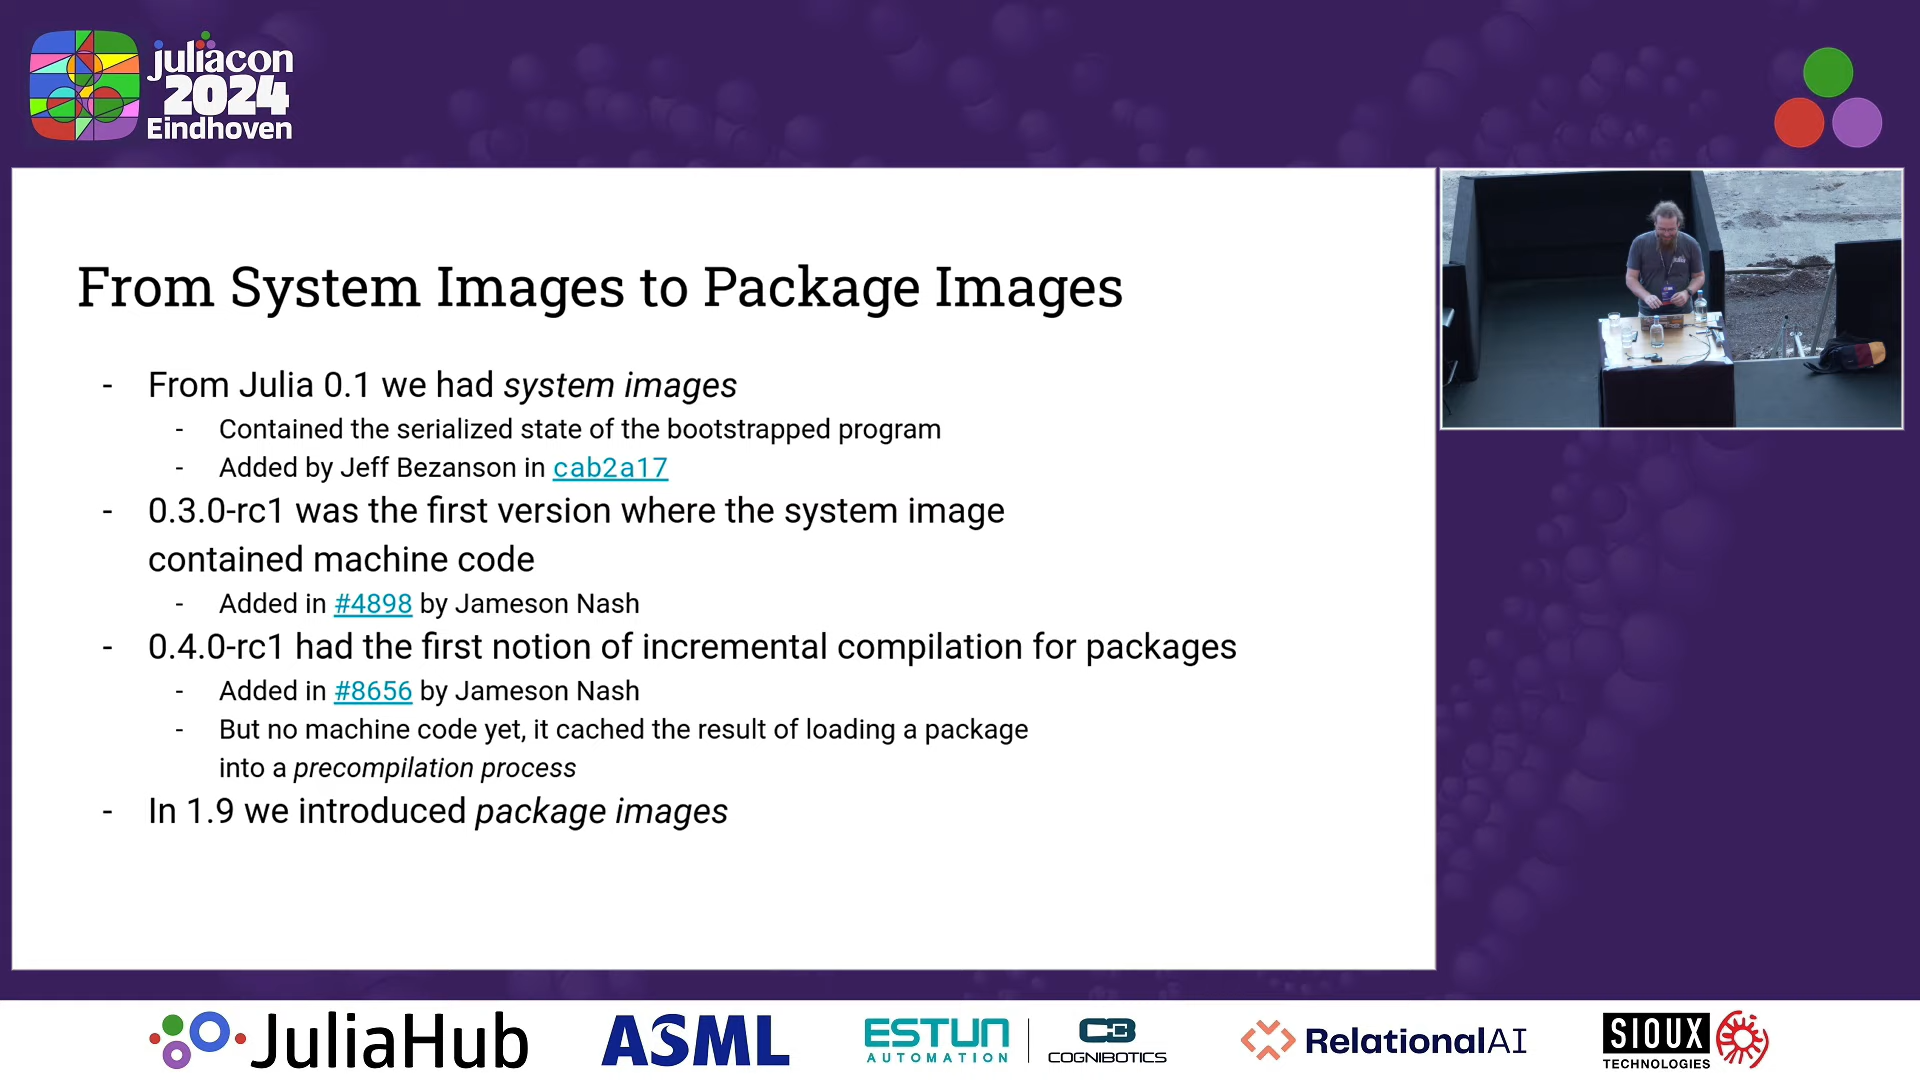 juliacon
2024
Eindhoven
From System Images to Package Images
- From Julia 0.1 we had system images
- Contained the serialized state of the bootstrapped program
- Added by Jeff Bezanson in cab2a17
- 0.3.0-rc1 was the first version where the system image
contained machine code
- Added in #4898 by Jameson Nash
- 0.4.0-rc1 had the first notion of incremental compilation for packages
- Added in #8656 by Jameson Nash
- But no machine code yet, it cached the result of loading a package
into a precompilation process
- In 1.9 we introduced package images
JuliaHub
ASML
ESTUN
AUTOMATION
COGNIBOTICS
RelationalAI
SIOUX
TECHNOLOGIES